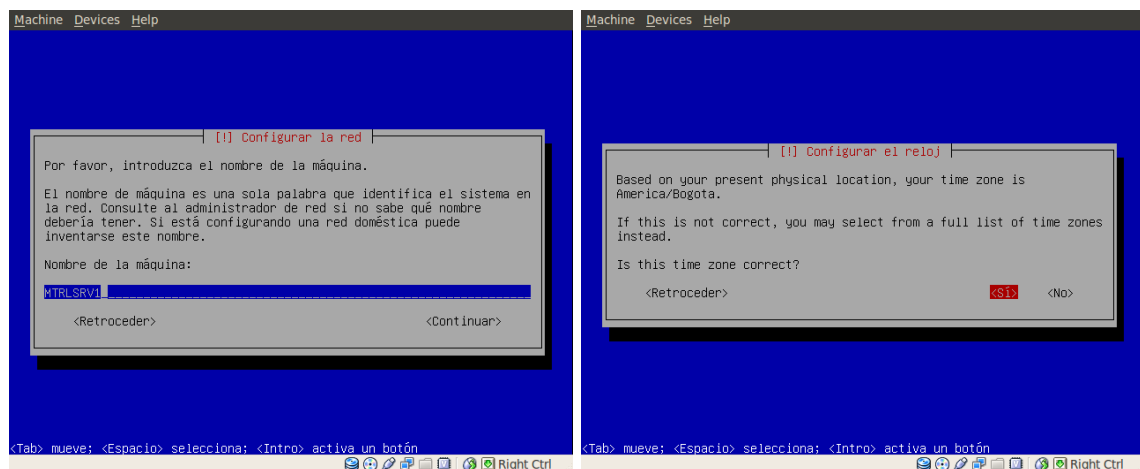 Machine Devices Help
[!] Configurar la red
Por favor, introduzca el nombre de la máquina.
El nombre de máquina es una sola palabra que identifica el sistema en
la red. Consulte al administrador de red si no sabe qué nombre
debería tener. Si está configurando una red doméstica puede
inventarse este nombre.
Nombre de la máquina:
MTRLSRV1
<Retroceder> <Continuar>
<Tab> mueve; <Espacio> selecciona; <Intro> activa un botón
Right Ctrl
Machine Devices Help
[!] Configurar el reloj
Based on your present physical location, your time zone is
America/Bogota.
If this is not correct, you may select from a full list of time zones
instead.
Is this time zone correct?
<Retroceder> <Sí> <No>
<Tab> mueve; <Espacio> selecciona; <Intro> activa un botón
Right Ctrl